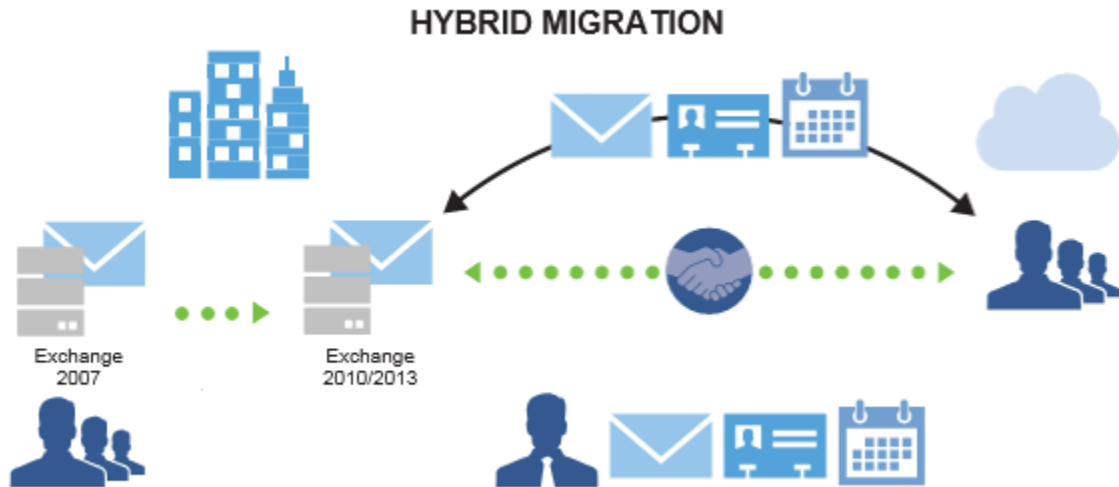 HYBRID MIGRATION
Exchange
2007
Exchange
2010/2013